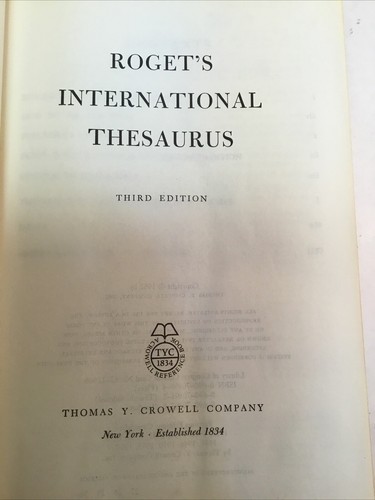 ROGET'S
INTERNATIONAL
THESAURUS
THIRD EDITION
TYC
1834
A CROWELL REFERENCE BOOK
THOMAS Y. CROWELL COMPANY
New York · Established 1834